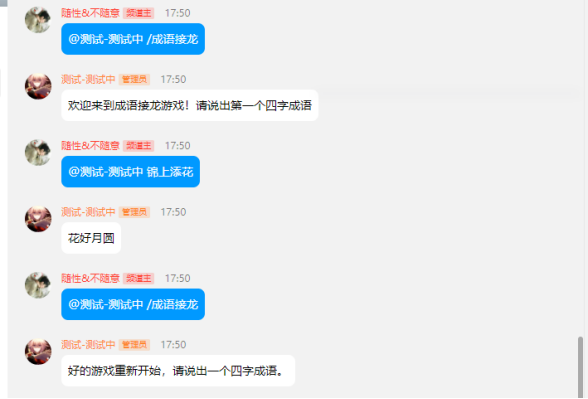 随性&不随意 频道主 17:50
@测试-测试中 /成语接龙
测试-测试中 管理员 17:50
欢迎来到成语接龙游戏！请说出第一个四字成语
随性&不随意 频道主 17:50
@测试-测试中 锦上添花
测试-测试中 管理员 17:50
花好月圆
随性&不随意 频道主 17:50
@测试-测试中 /成语接龙
测试-测试中 管理员 17:50
好的游戏重新开始，请说出一个四字成语。